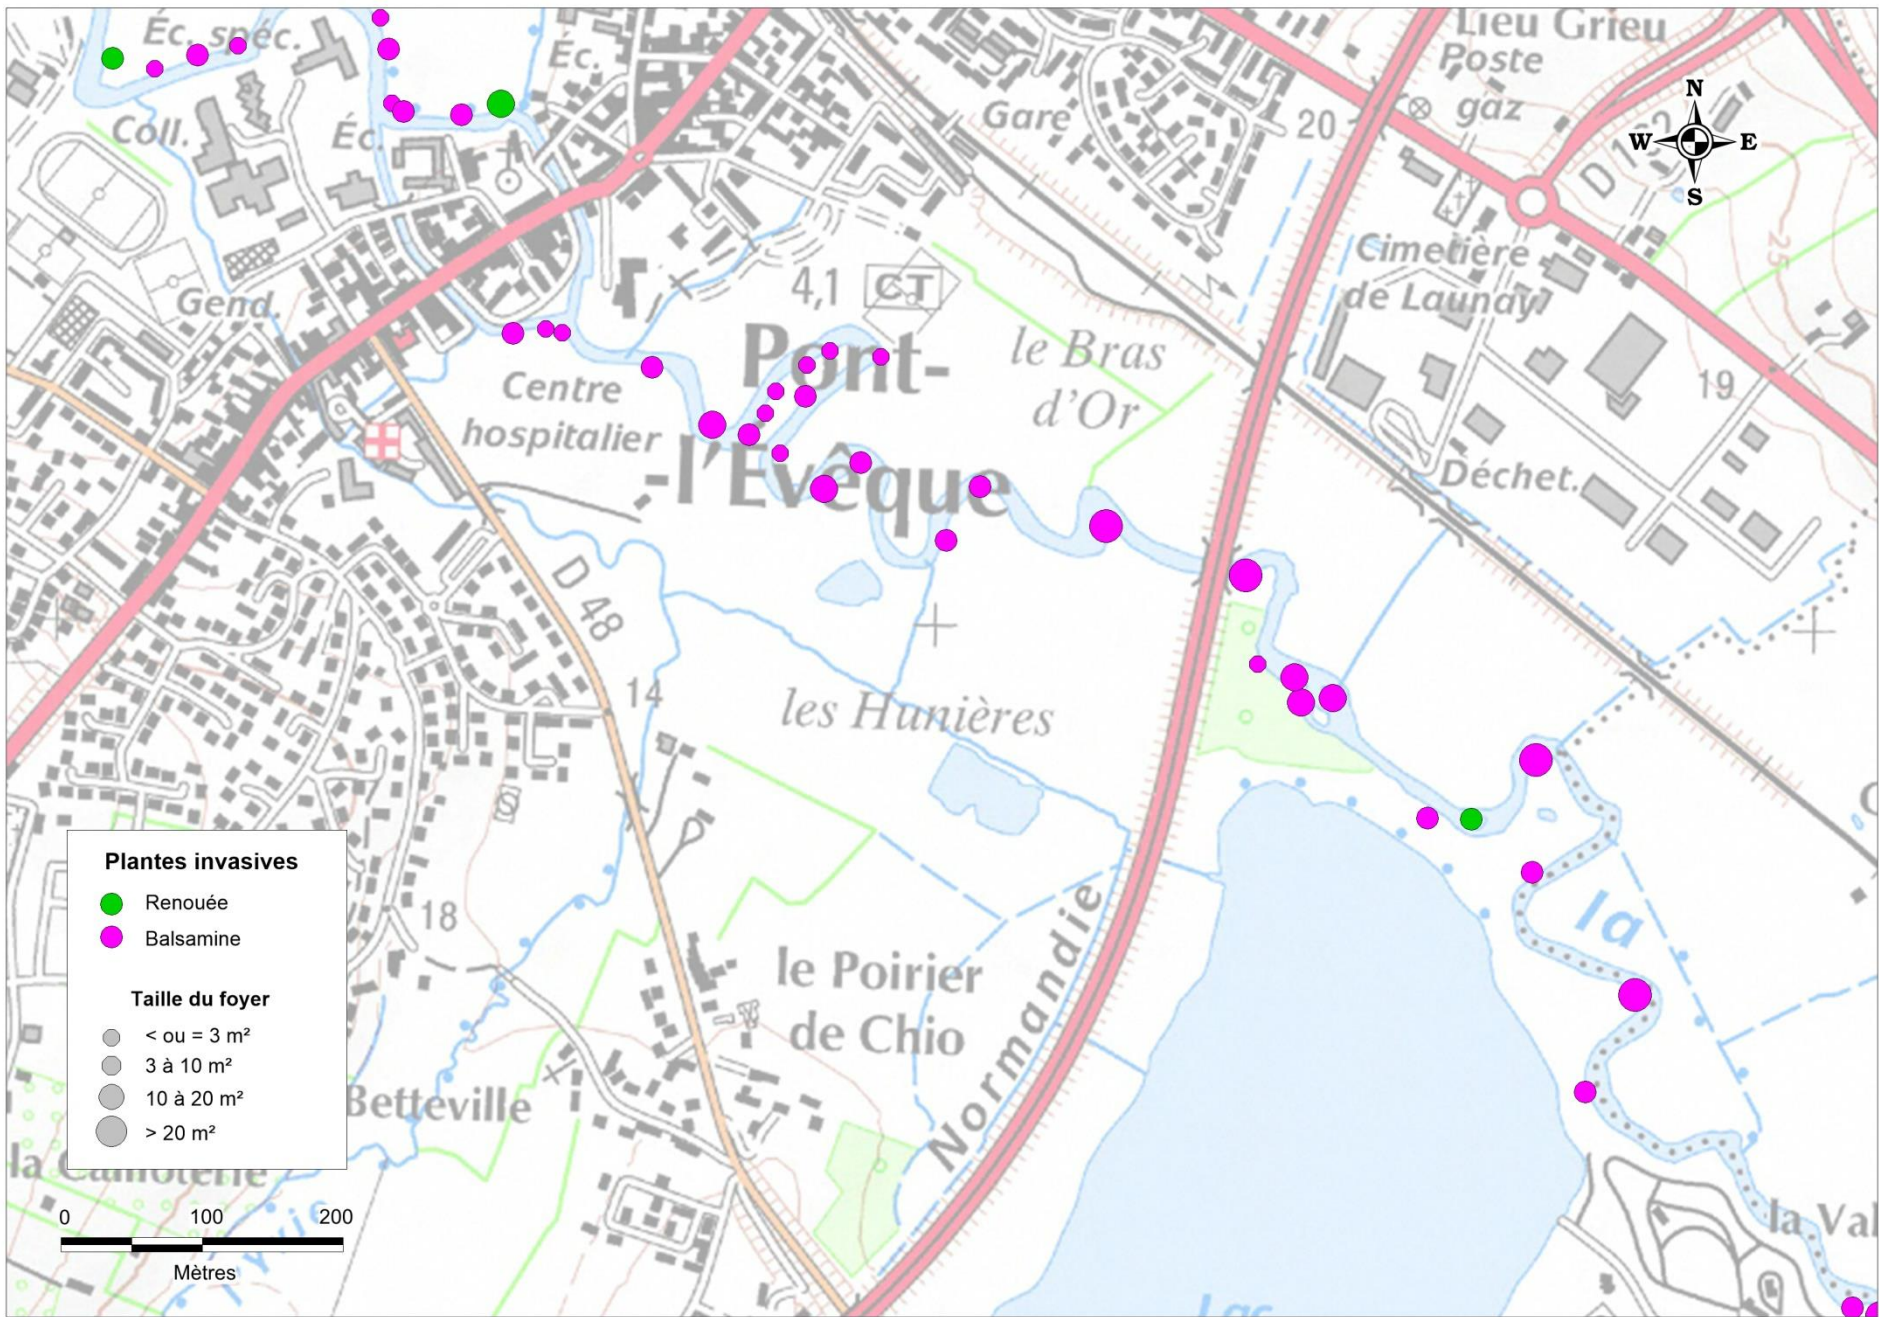 Éc. spéc.
Éc.
Lieu Grieu
Poste
gaz
N
W E
S
Coll.
Éc.
Gare
20
Cimetière
de Launay
25
Gend.
4,1
CT
Pont-
-l'Évêque
le Bras
d'Or
Centre
hospitalier
19
Déchet.
D 48
14
les Hunières
18
la
le Poirier
de Chio
Normandie
Betteville
Plantes invasives
Renouée
Balsamine
Taille du foyer
< ou = 3 m²
3 à 10 m²
10 à 20 m²
> 20 m²
0 100 200
Mètres
la Val
Lac